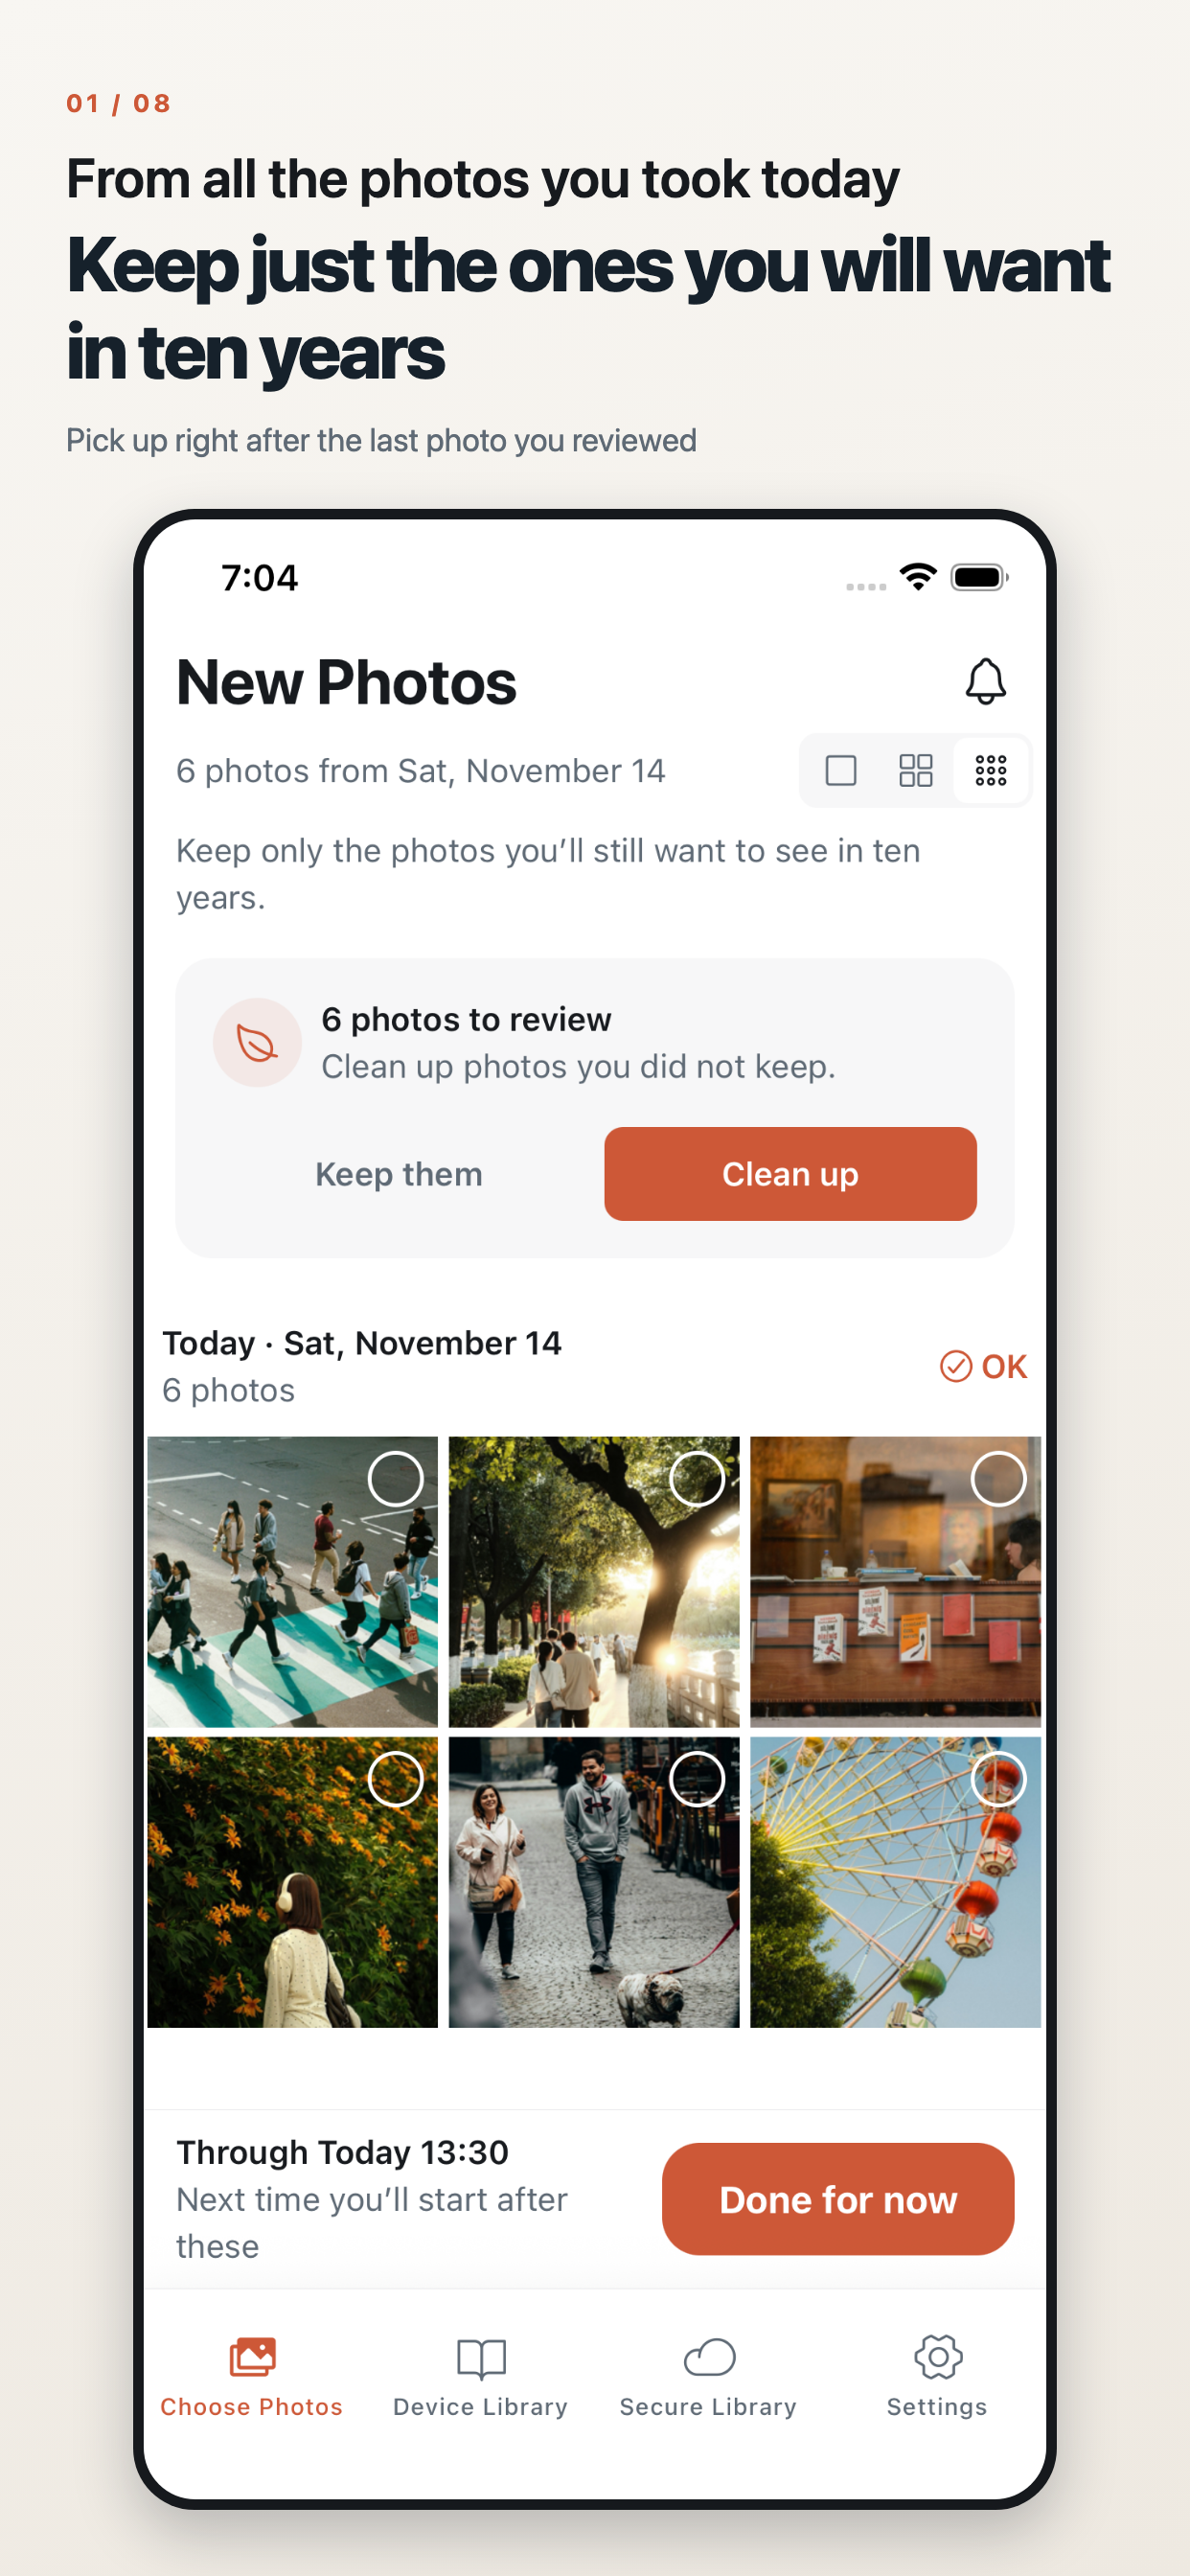 01 / 08
From all the photos you took today
Keep just the ones you will want
in ten years
Pick up right after the last photo you reviewed
7:04
New Photos
6 photos from Sat, November 14
Keep only the photos you’ll still want to see in ten
years.
6 photos to review
Clean up photos you did not keep.
Keep them
Clean up
Today · Sat, November 14
6 photos
OK
Through Today 13:30
Next time you’ll start after
these
Done for now
Choose Photos
Device Library
Secure Library
Settings